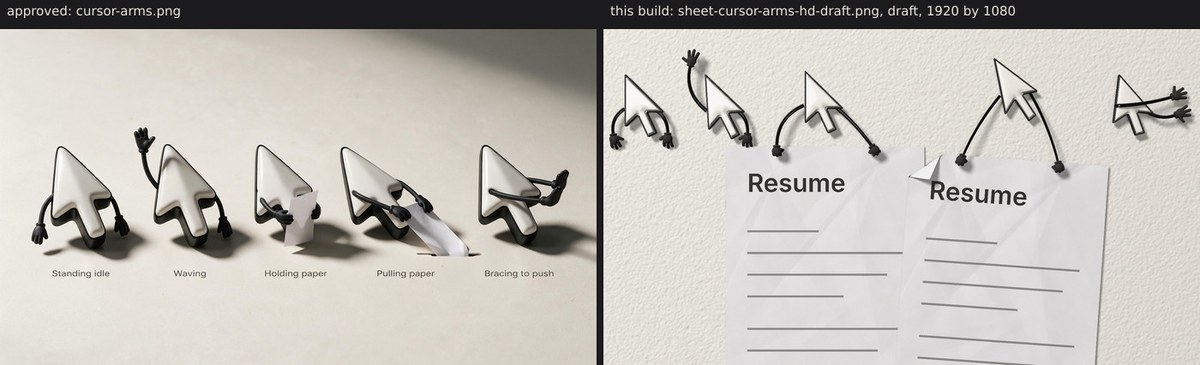 approved: cursor-arms.png
this build: sheet-cursor-arms-hd-draft.png, draft, 1920 by 1080
Standing idle
Waving
Holding paper
Pulling paper
Bracing to push
Resume
Resume